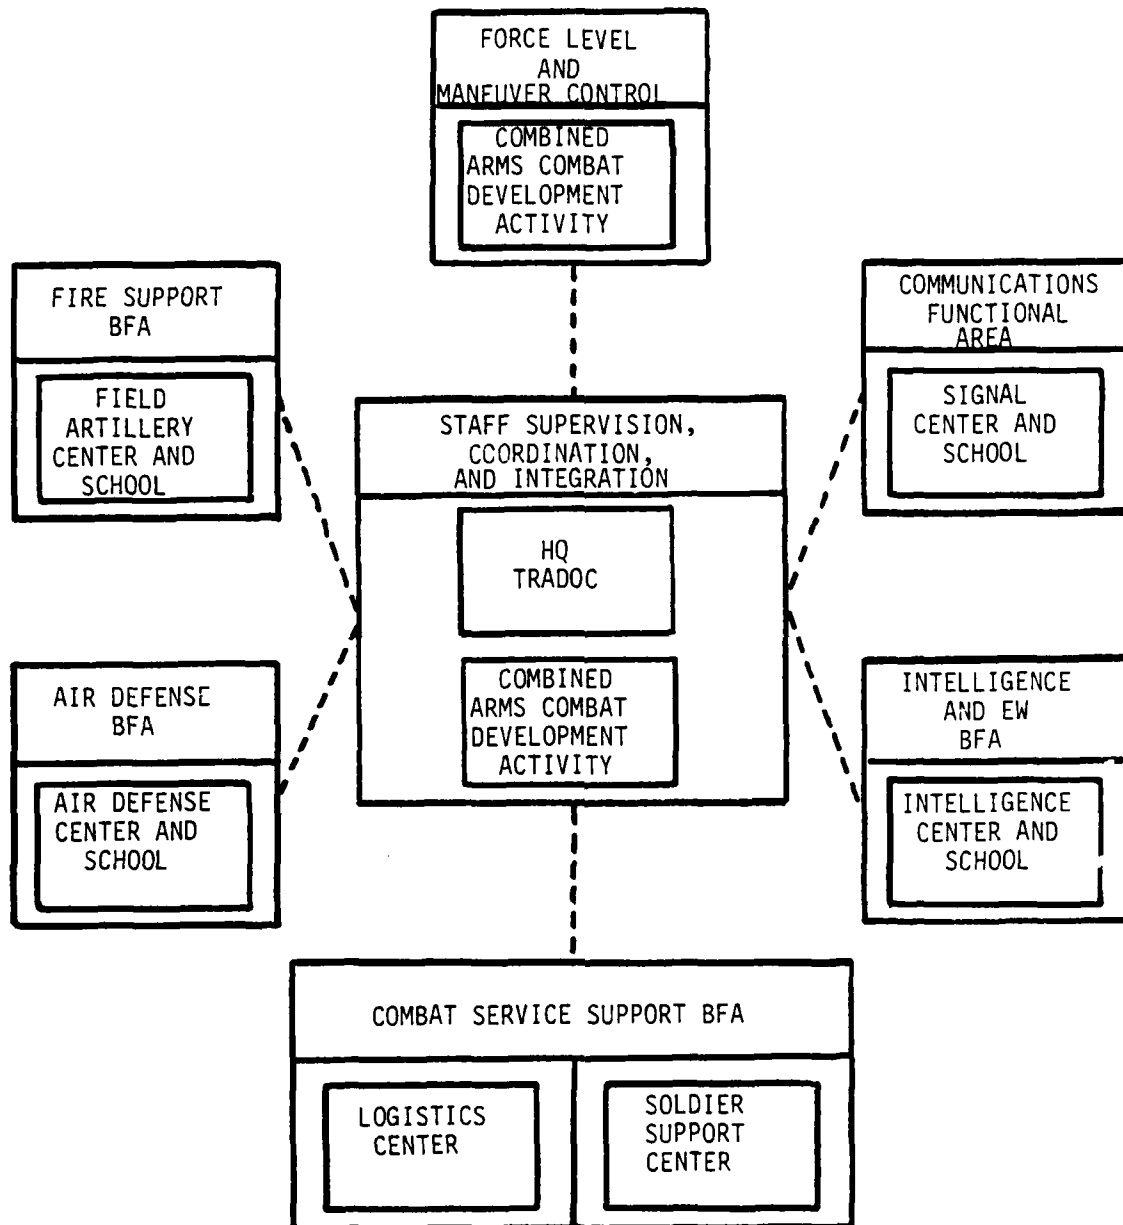 FORCE LEVEL
AND
MANEUVER CONTROL
COMBINED
ARMS COMBAT
DEVELOPMENT
ACTIVITY
FIRE SUPPORT
BFA
FIELD
ARTILLERY
CENTER AND
SCHOOL
COMMUNICATIONS
FUNCTIONAL
AREA
SIGNAL
CENTER AND
SCHOOL
STAFF SUPERVISION,
CCORDINATION,
AND INTEGRATION
HQ
TRADOC
COMBINED
ARMS COMBAT
DEVELOPMENT
ACTIVITY
AIR DEFENSE
BFA
AIR DEFENSE
CENTER AND
SCHOOL
INTELLIGENCE
AND EW
BFA
INTELLIGENCE
CENTER AND
SCHOOL
COMBAT SERVICE SUPPORT BFA
LOGISTICS
CENTER
SOLDIER
SUPPORT
CENTER